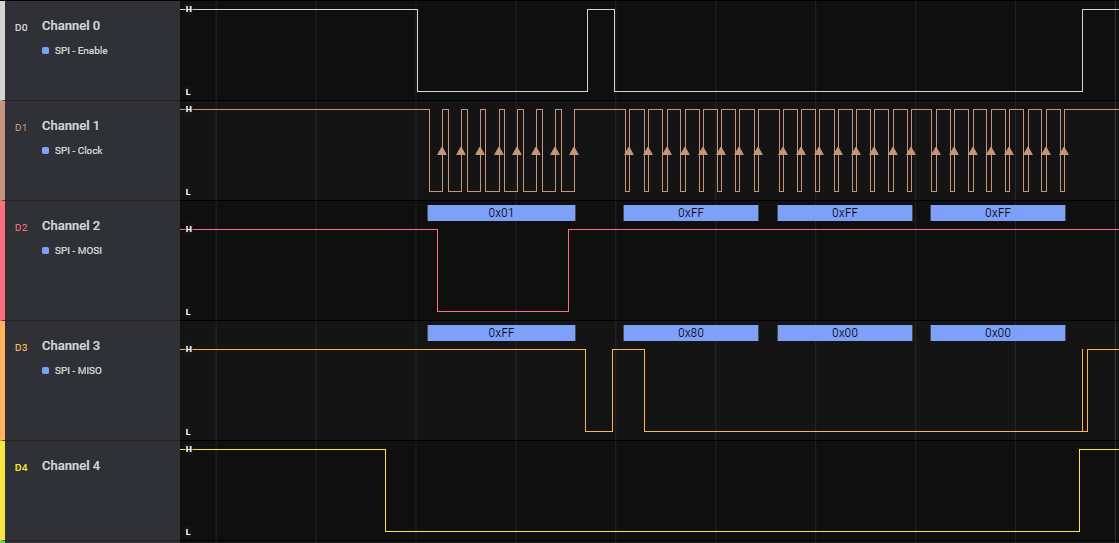 D0 Channel 0 H
SPI - Enable
L
D1 Channel 1 H
SPI - Clock
L
0x01 0xFF 0xFF 0xFF
D2 Channel 2 H
SPI - MOSI
L
0xFF 0x80 0x00 0x00
D3 Channel 3 H
SPI - MISO
L
D4 Channel 4 H
L